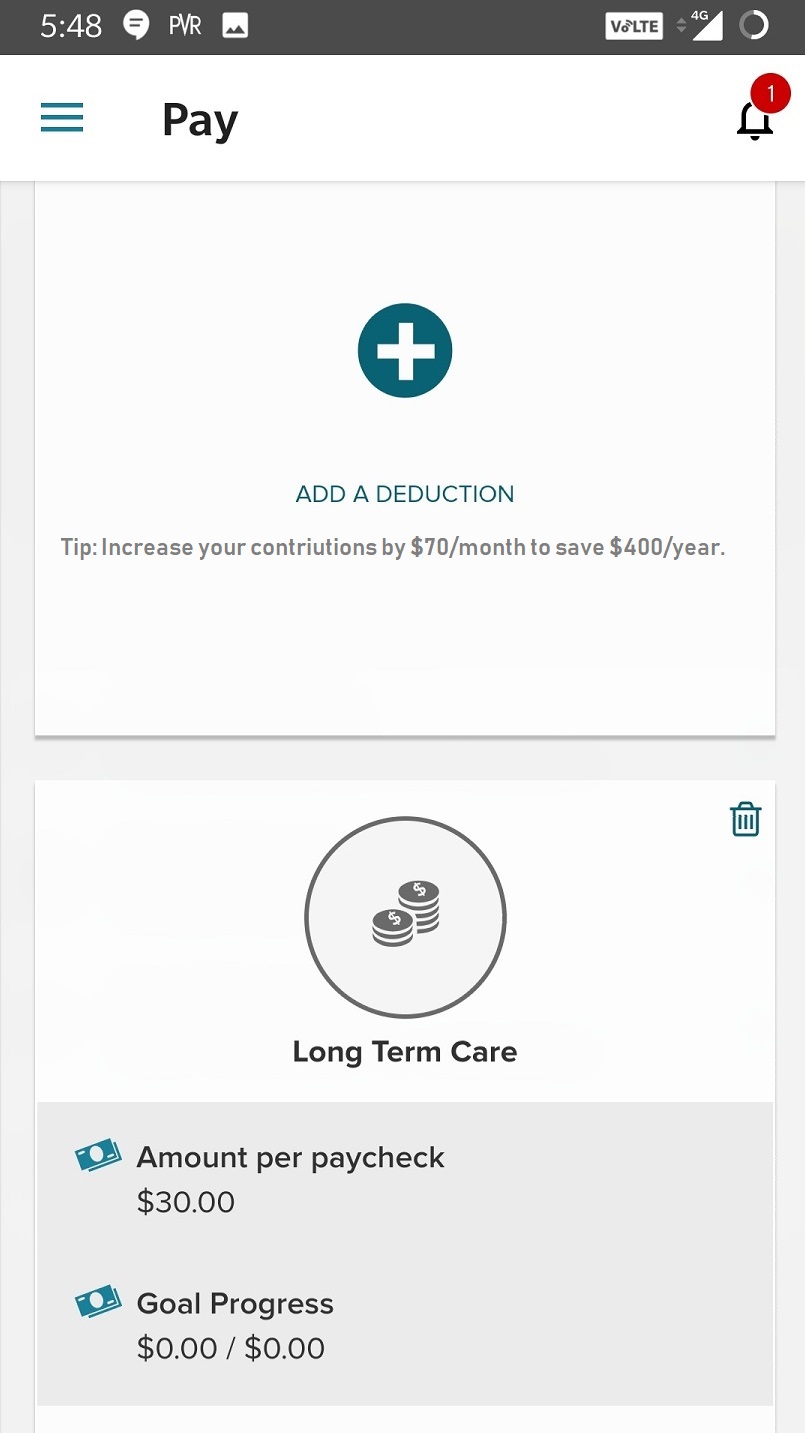 5:48 PVR VoLTE 4G
Pay 1
ADD A DEDUCTION
Tip: Increase your contriutions by $70/month to save $400/year.
$ $
Long Term Care
Amount per paycheck
$30.00
Goal Progress
$0.00 / $0.00